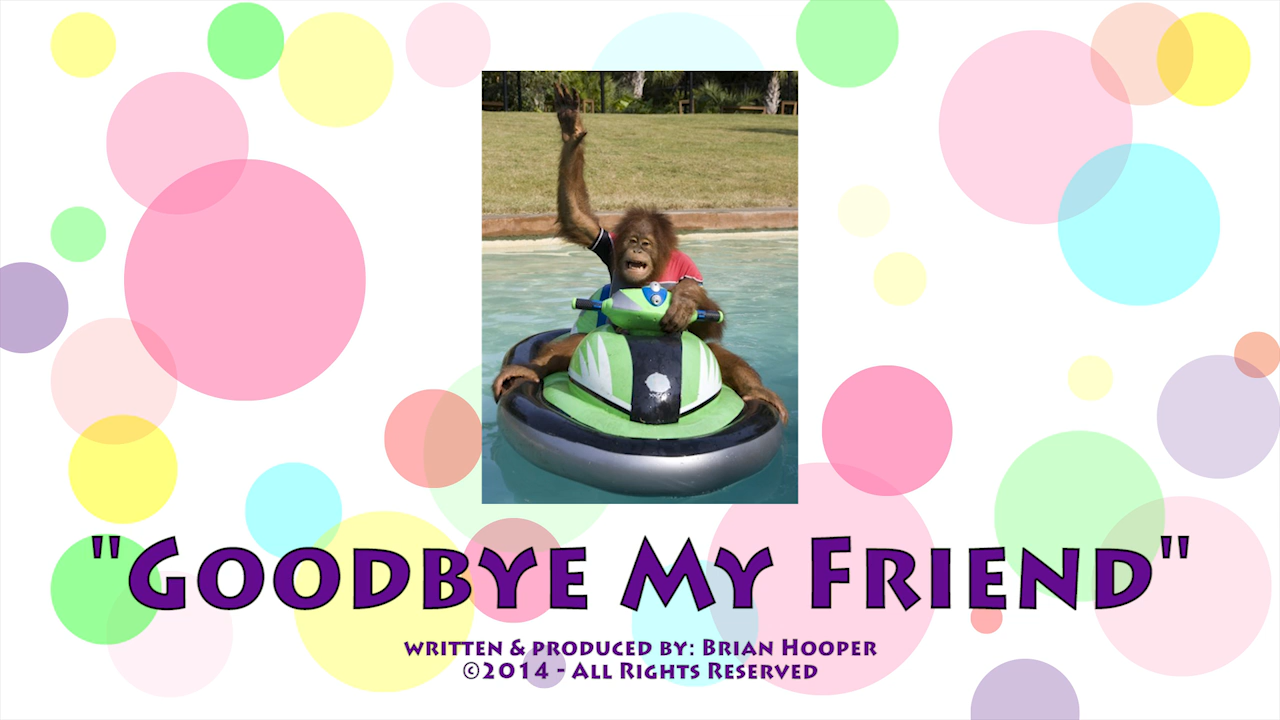 "Goodbye My Friend"
written & produced by: Brian Hooper
©2014 - All Rights Reserved